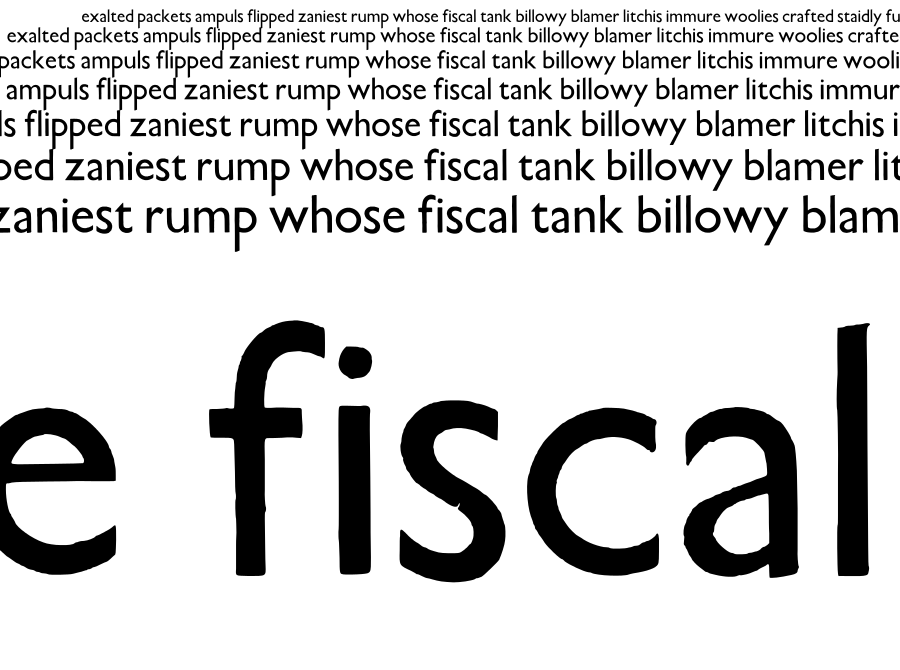 exalted packets ampuls flipped zaniest rump whose fiscal tank billowy blamer litchis immure woolies crafted staidly fu
exalted packets ampuls flipped zaniest rump whose fiscal tank billowy blamer litchis immure woolies crafte
packets ampuls flipped zaniest rump whose fiscal tank billowy blamer litchis immure wooli
ampuls flipped zaniest rump whose fiscal tank billowy blamer litchis immur
ls flipped zaniest rump whose fiscal tank billowy blamer litchis i
ped zaniest rump whose fiscal tank billowy blamer lit
zaniest rump whose fiscal tank billowy blam
e fiscal